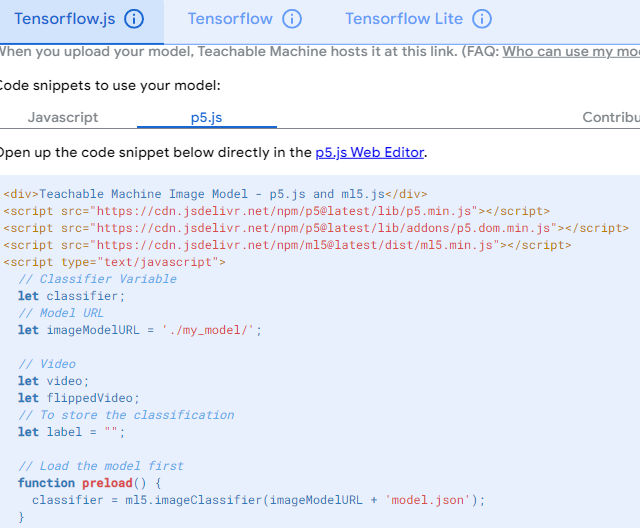 Tensorflow.js
Tensorflow
Tensorflow Lite
When you upload your model, Teachable Machine hosts it at this link. (FAQ: Who can use my
Code snippets to use your model:
Javascript
p5.js
Open up the code snippet below directly in the p5.js Web Editor.
<div>Teachable Machine Image Model - p5.js and ml5.js</div>
<script src="https://cdn.jsdelivr.net/npm/p5@latest/lib/p5.min.js"></script>
<script src="https://cdn.jsdelivr.net/npm/p5@latest/lib/addons/p5.dom.min.js"></script>
<script src="https://cdn.jsdelivr.net/npm/ml5@latest/dist/ml5.min.js"></script>
<script type="text/javascript">
// Classifier Variable
let classifier;
// Model URL
let imageModelURL = './my_model/';
// Video
let video;
let flippedVideo;
// To store the classification
let label = "";
// Load the model first
function preload() {
classifier = ml5.imageClassifier(imageModelURL + 'model.json');
}